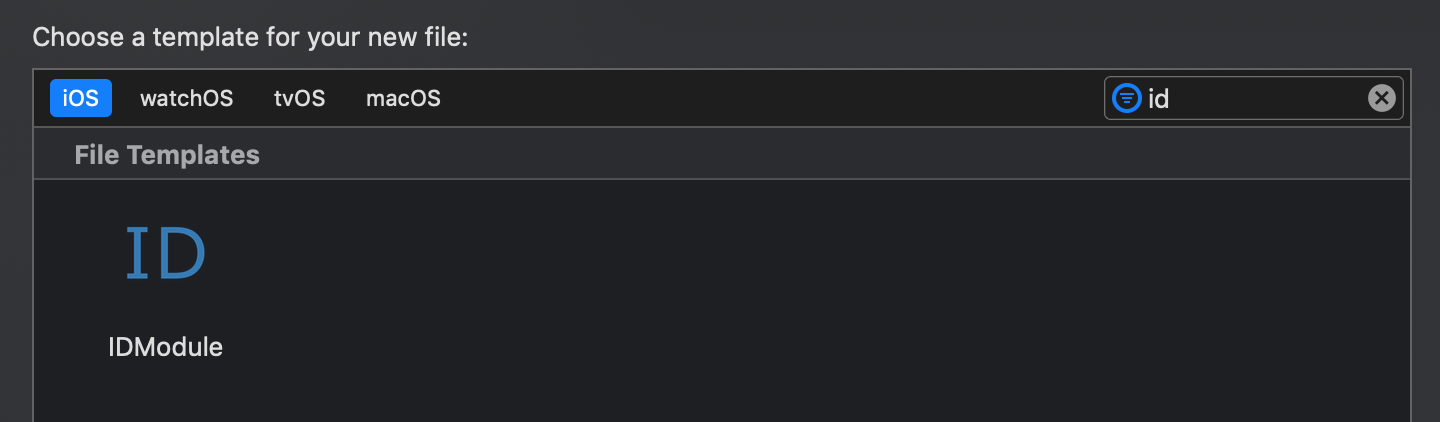 Choose a template for your new file:
iOS watchOS tvOS macOS id
File Templates
ID
IDModule